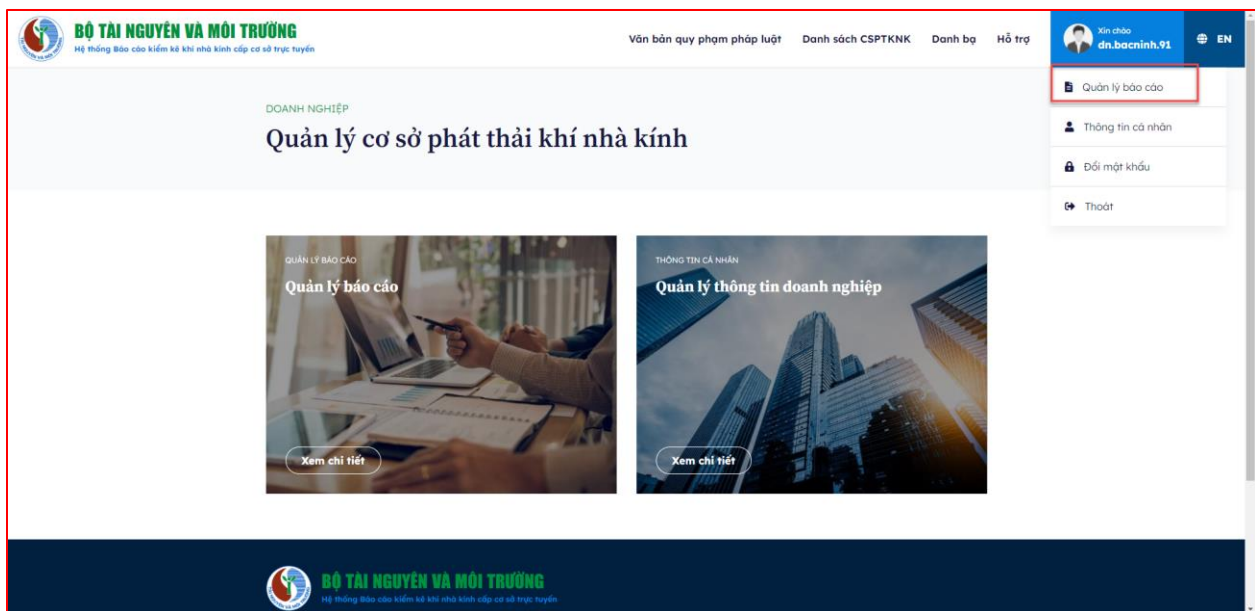 BỘ TÀI NGUYÊN VÀ MÔI TRƯỜNG
Hệ thống Báo cáo kiểm kê khí nhà kính cấp cơ sở trực tuyến
Văn bản quy phạm pháp luật
Danh sách CSPTKNK
Danh bạ
Hỗ trợ
Xin chào
dn.bacninh.91
EN
Quản lý báo cáo
Thông tin cá nhân
Đổi mật khẩu
Thoát
DOANH NGHIỆP
Quản lý cơ sở phát thải khí nhà kính
QUẢN LÝ BÁO CÁO
Quản lý báo cáo
Xem chi tiết
THÔNG TIN CÁ NHÂN
Quản lý thông tin doanh nghiệp
Xem chi tiết
BỘ TÀI NGUYÊN VÀ MÔI TRƯỜNG
Hệ thống Báo cáo kiểm kê khí nhà kính cấp cơ sở trực tuyến